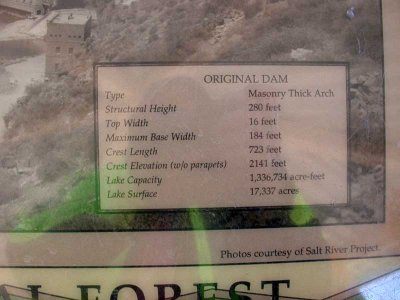 ORIGINAL DAM
Type Masonry Thick Arch
Structural Height 280 feet
Top Width 16 feet
Maximum Base Width 184 feet
Crest Length 723 feet
Crest Elevation (w/o parapets) 2141 feet
Lake Capacity 1,336,734 acre-feet
Lake Surface 17,337 acres
Photos courtesy of Salt River Project.
AL FOREST